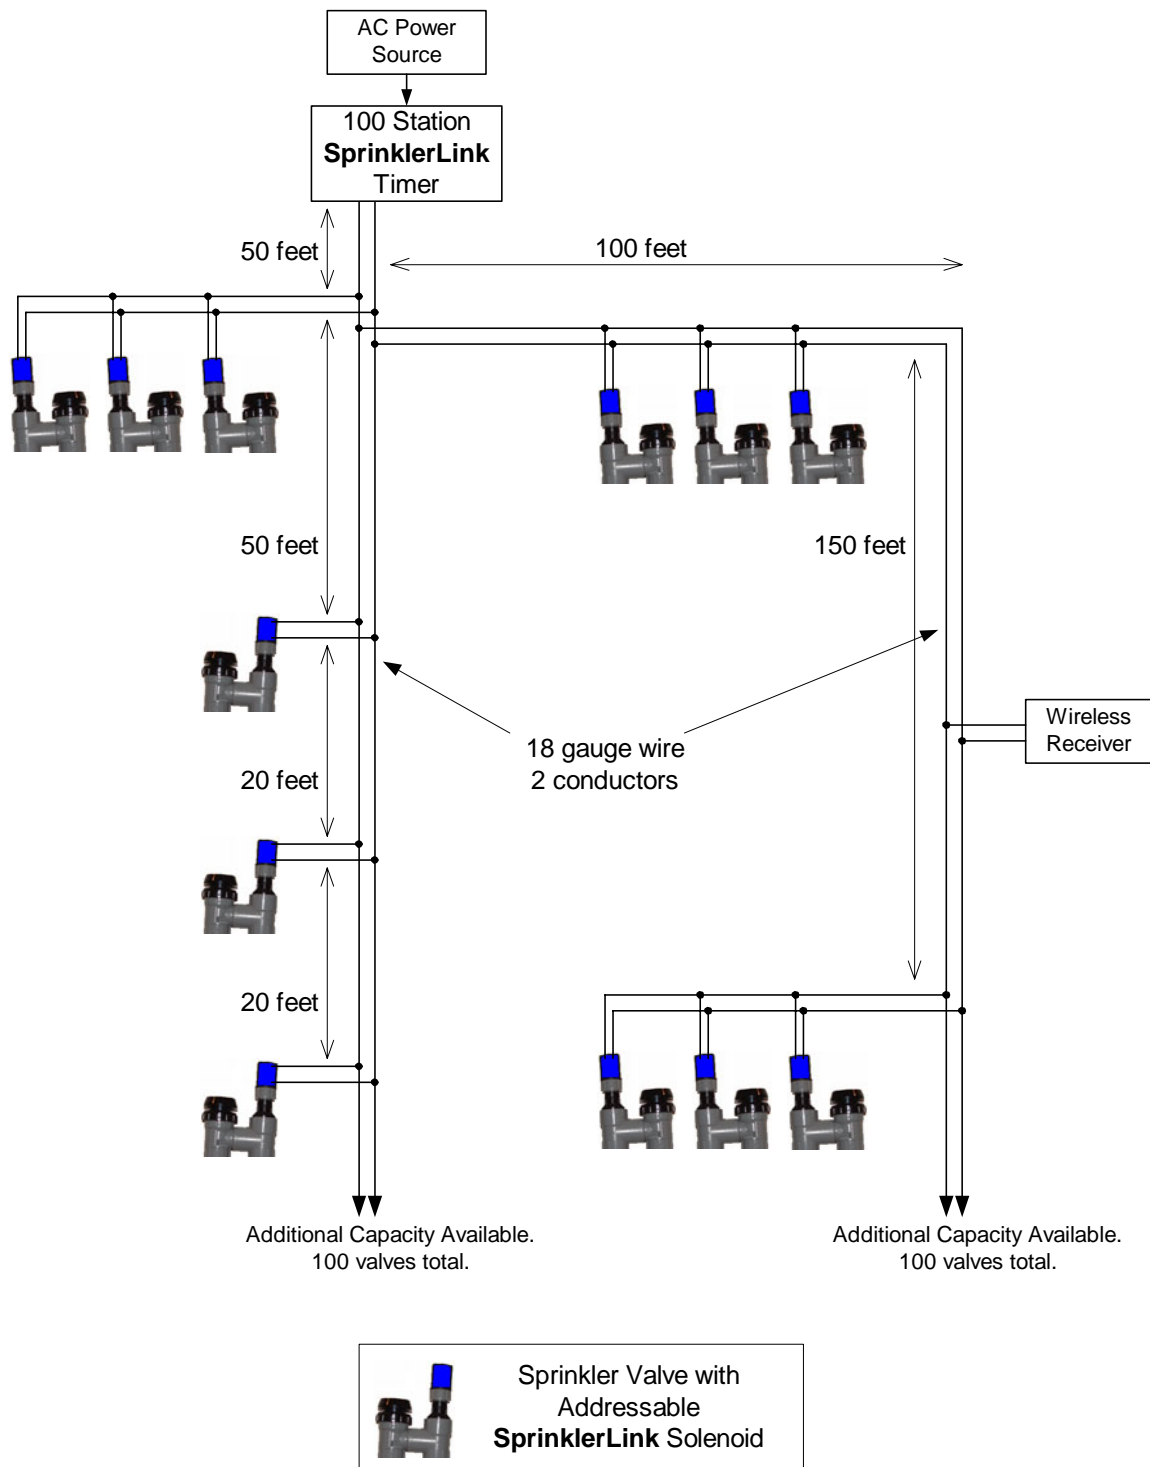 AC Power
Source
100 Station
SprinklerLink
Timer
50 feet
100 feet
50 feet
150 feet
18 gauge wire
2 conductors
Wireless
Receiver
20 feet
20 feet
Additional Capacity Available.
100 valves total.
Additional Capacity Available.
100 valves total.
Sprinkler Valve with
Addressable
SprinklerLink Solenoid